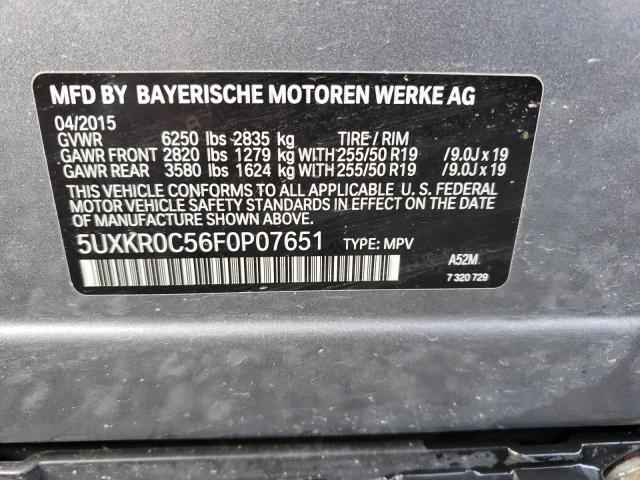 MFD BY BAYERISCHE MOTOREN WERKE AG
04/2015
GVWR 6250 lbs 2835 kg TIRE / RIM
GAWR FRONT 2820 lbs 1279 kg WITH 255/50 R19 /9.0J x 19
GAWR REAR 3580 lbs 1624 kg WITH 255/50 R19 /9.0J x 19
THIS VEHICLE CONFORMS TO ALL APPLICABLE U. S. FEDERAL
MOTOR VEHICLE SAFETY STANDARDS IN EFFECT ON THE DATE
OF MANUFACTURE SHOWN ABOVE.
5UXKR0C56F0P07651 TYPE: MPV
A52M
7 320 729